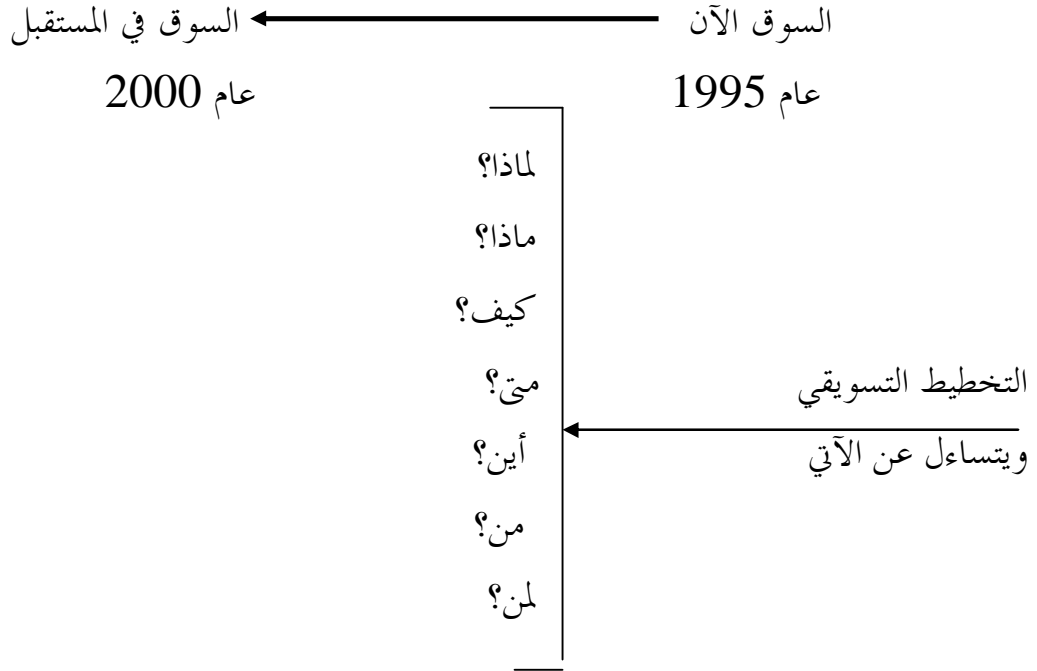 السوق الآن السوق في المستقبل
عام 1995 عام 2000
لماذا؟
ماذا؟
كيف؟
التخطيط التسويقي متى؟
ويتساءل عن الآتي أين؟
من؟
لمن؟